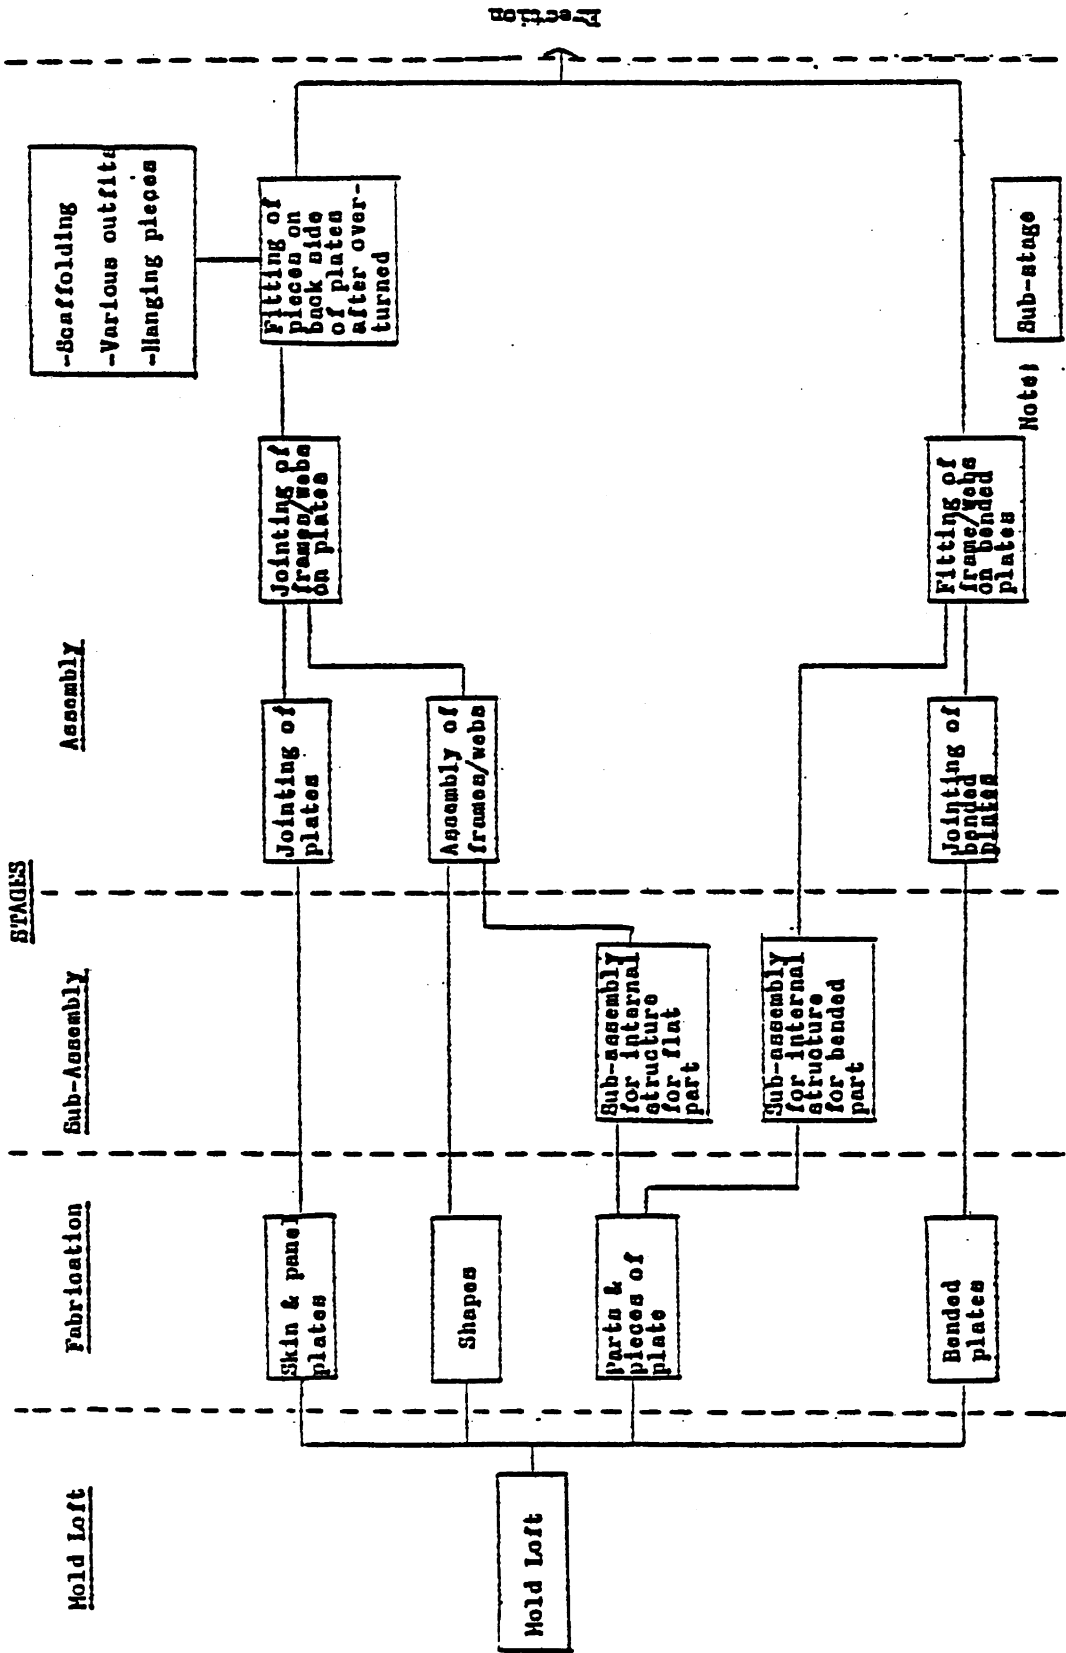 STAGES
Mold Loft
Fabrication
Sub-Assembly
Assembly
Erection
Mold Loft
Skin & panel
plates
Shapes
Parts &
pieces of
plate
Bended
plates
Sub-assembly
for internal
structure
for flat
part
Sub-assembly
for internal
structure
for bended
part
Jointing of
plates
Assembly of
frames/webs
Jointing of
bended
plates
Jointing of
frames/webs
on plates
Fitting of
frame/webs
on bended
plates
-Scaffolding
-Various outfits
-Hanging pieces
Fitting of
pieces on
back side
of plates
after over-
turned
Note:
Sub-stage